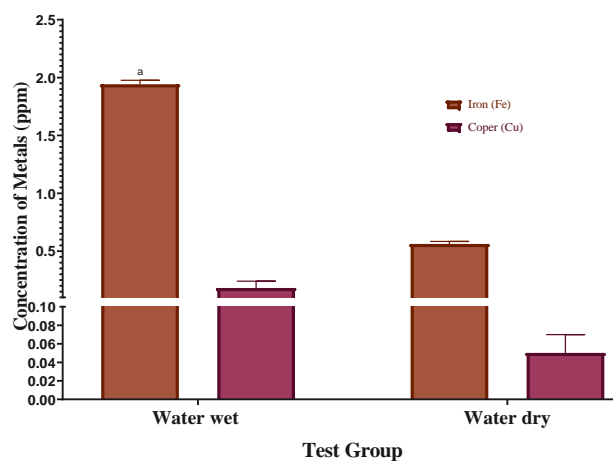 Concentration of Metals (ppm)
2.5
2.0
1.5
1.0
0.5
0.10
0.08
0.06
0.04
0.02
0.00
a
Iron (Fe)
Coper (Cu)
Water wet
Water dry
Test Group